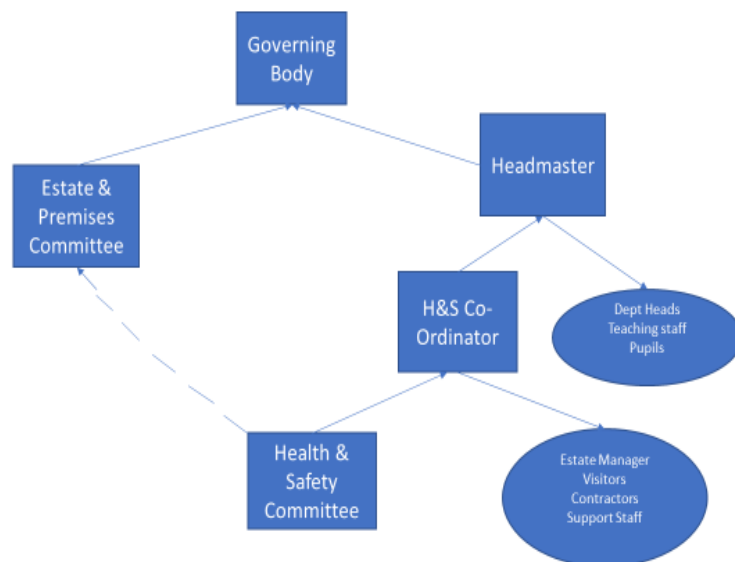 Governing
Body
Headmaster
Estate &
Premises
Committee
H&S Co-
Ordinator
Dept Heads
Teaching staff
Pupils
Health &
Safety
Committee
Estate Manager
Visitors
Contractors
Support Staff